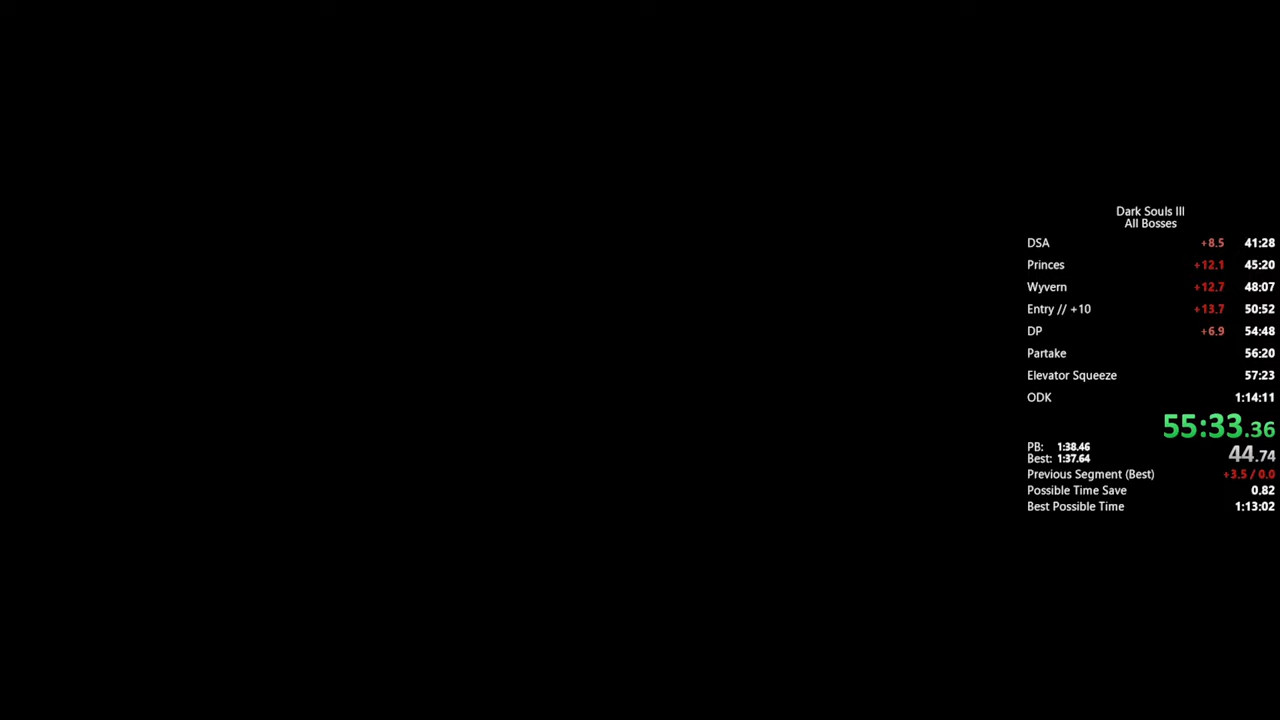 Dark Souls III
All Bosses
DSA +8.5 41:28
Princes +12.1 45:20
Wyvern +12.7 48:07
Entry // +10 +13.7 50:52
DP +6.9 54:48
Partake 56:20
Elevator Squeeze 57:23
ODK 1:14:11
55:33.36
PB: 1:38.46
Best: 1:37.64 44.74
Previous Segment (Best) +3.5 / 0.0
Possible Time Save 0.82
Best Possible Time 1:13:02